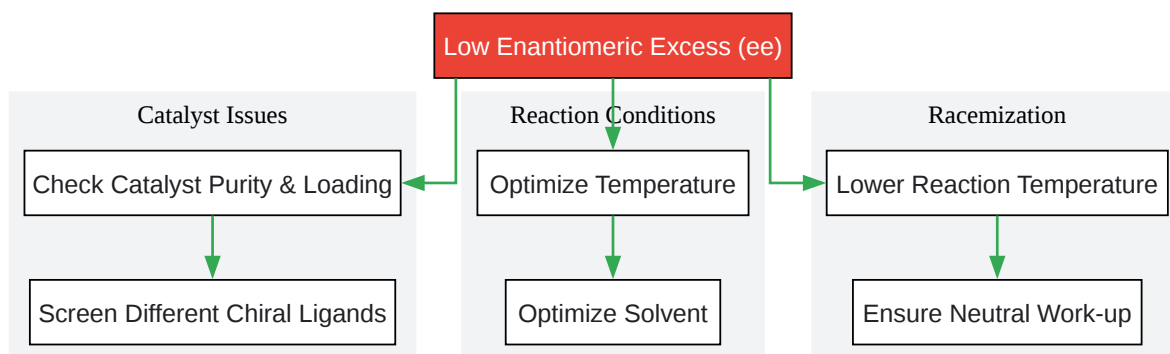 Low Enantiomeric Excess (ee)
Catalyst Issues
Reaction Conditions
Racemization
Check Catalyst Purity & Loading
Optimize Temperature
Lower Reaction Temperature
Screen Different Chiral Ligands
Optimize Solvent
Ensure Neutral Work-up